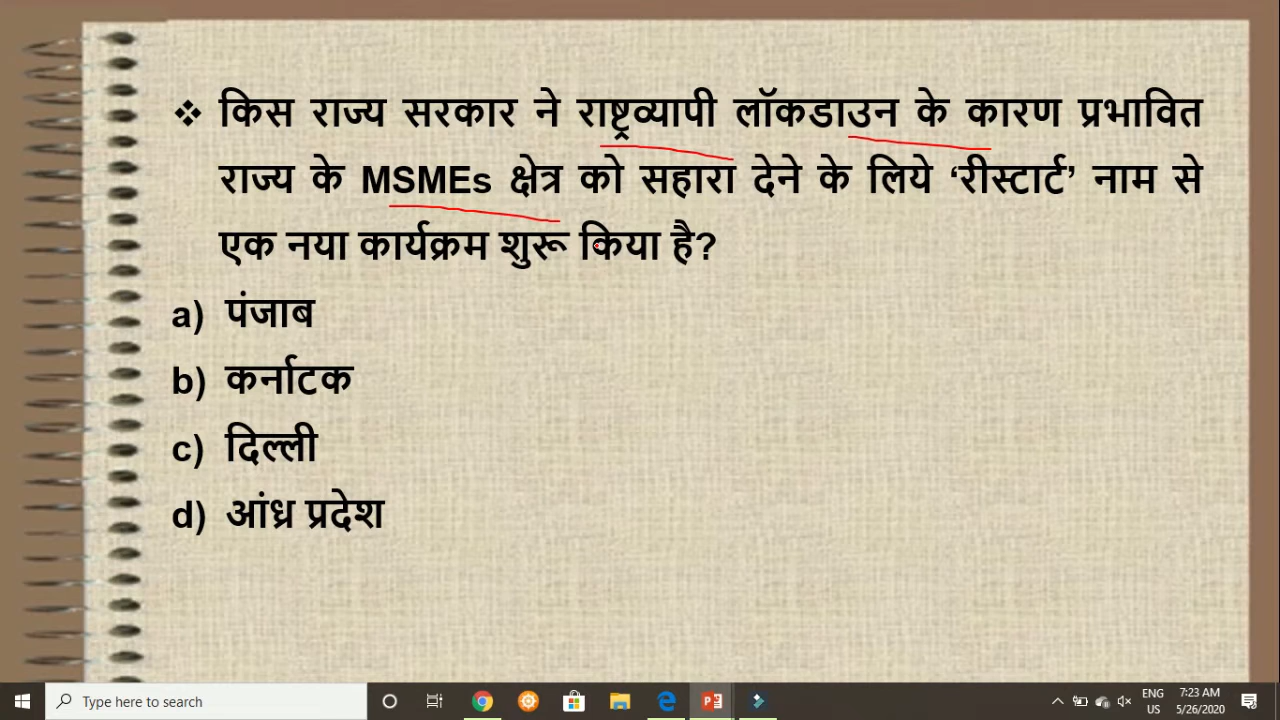 ❖ किस राज्य सरकार ने राष्ट्रव्यापी लॉकडाउन के कारण प्रभावित
राज्य के MSMEs क्षेत्र को सहारा देने के लिये ‘रीस्टार्ट’ नाम से
एक नया कार्यक्रम शुरू किया है?
a) पंजाब
b) कर्नाटक
c) दिल्ली
d) आंध्र प्रदेश
Type here to search
ENG 7:23 AM
US 5/26/2020